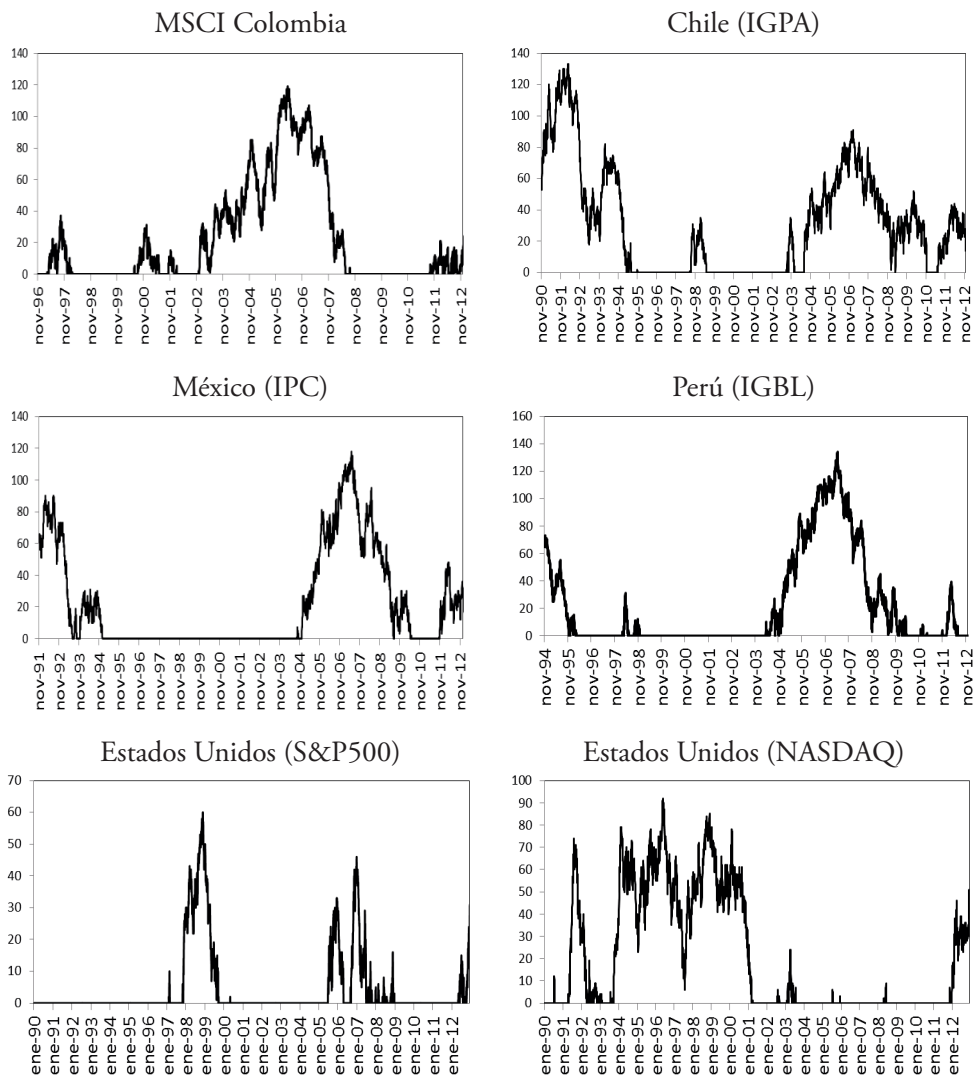 MSCI Colombia
140
120
100
80
60
40
20
0
nov-96
nov-97
nov-98
nov-99
nov-00
nov-01
nov-02
nov-03
nov-04
nov-05
nov-06
nov-07
nov-08
nov-09
nov-10
nov-11
nov-12
Chile (IGPA)
140
120
100
80
60
40
20
0
nov-90
nov-91
nov-92
nov-93
nov-94
nov-95
nov-96
nov-97
nov-98
nov-99
nov-00
nov-01
nov-02
nov-03
nov-04
nov-05
nov-06
nov-07
nov-08
nov-09
nov-10
nov-11
nov-12
México (IPC)
140
120
100
80
60
40
20
0
nov-91
nov-92
nov-93
nov-94
nov-95
nov-96
nov-97
nov-98
nov-99
nov-00
nov-01
nov-02
nov-03
nov-04
nov-05
nov-06
nov-07
nov-08
nov-09
nov-10
nov-11
nov-12
Perú (IGBL)
160
140
120
100
80
60
40
20
0
nov-94
nov-95
nov-96
nov-97
nov-98
nov-99
nov-00
nov-01
nov-02
nov-03
nov-04
nov-05
nov-06
nov-07
nov-08
nov-09
nov-10
nov-11
nov-12
Estados Unidos (S&P500)
70
60
50
40
30
20
10
0
ene-90
ene-91
ene-92
ene-93
ene-94
ene-95
ene-96
ene-97
ene-98
ene-99
ene-00
ene-01
ene-02
ene-03
ene-04
ene-05
ene-06
ene-07
ene-08
ene-09
ene-10
ene-11
ene-12
Estados Unidos (NASDAQ)
100
90
80
70
60
50
40
30
20
10
0
ene-90
ene-91
ene-92
ene-93
ene-94
ene-95
ene-96
ene-97
ene-98
ene-99
ene-00
ene-01
ene-02
ene-03
ene-04
ene-05
ene-06
ene-07
ene-08
ene-09
ene-10
ene-11
ene-12